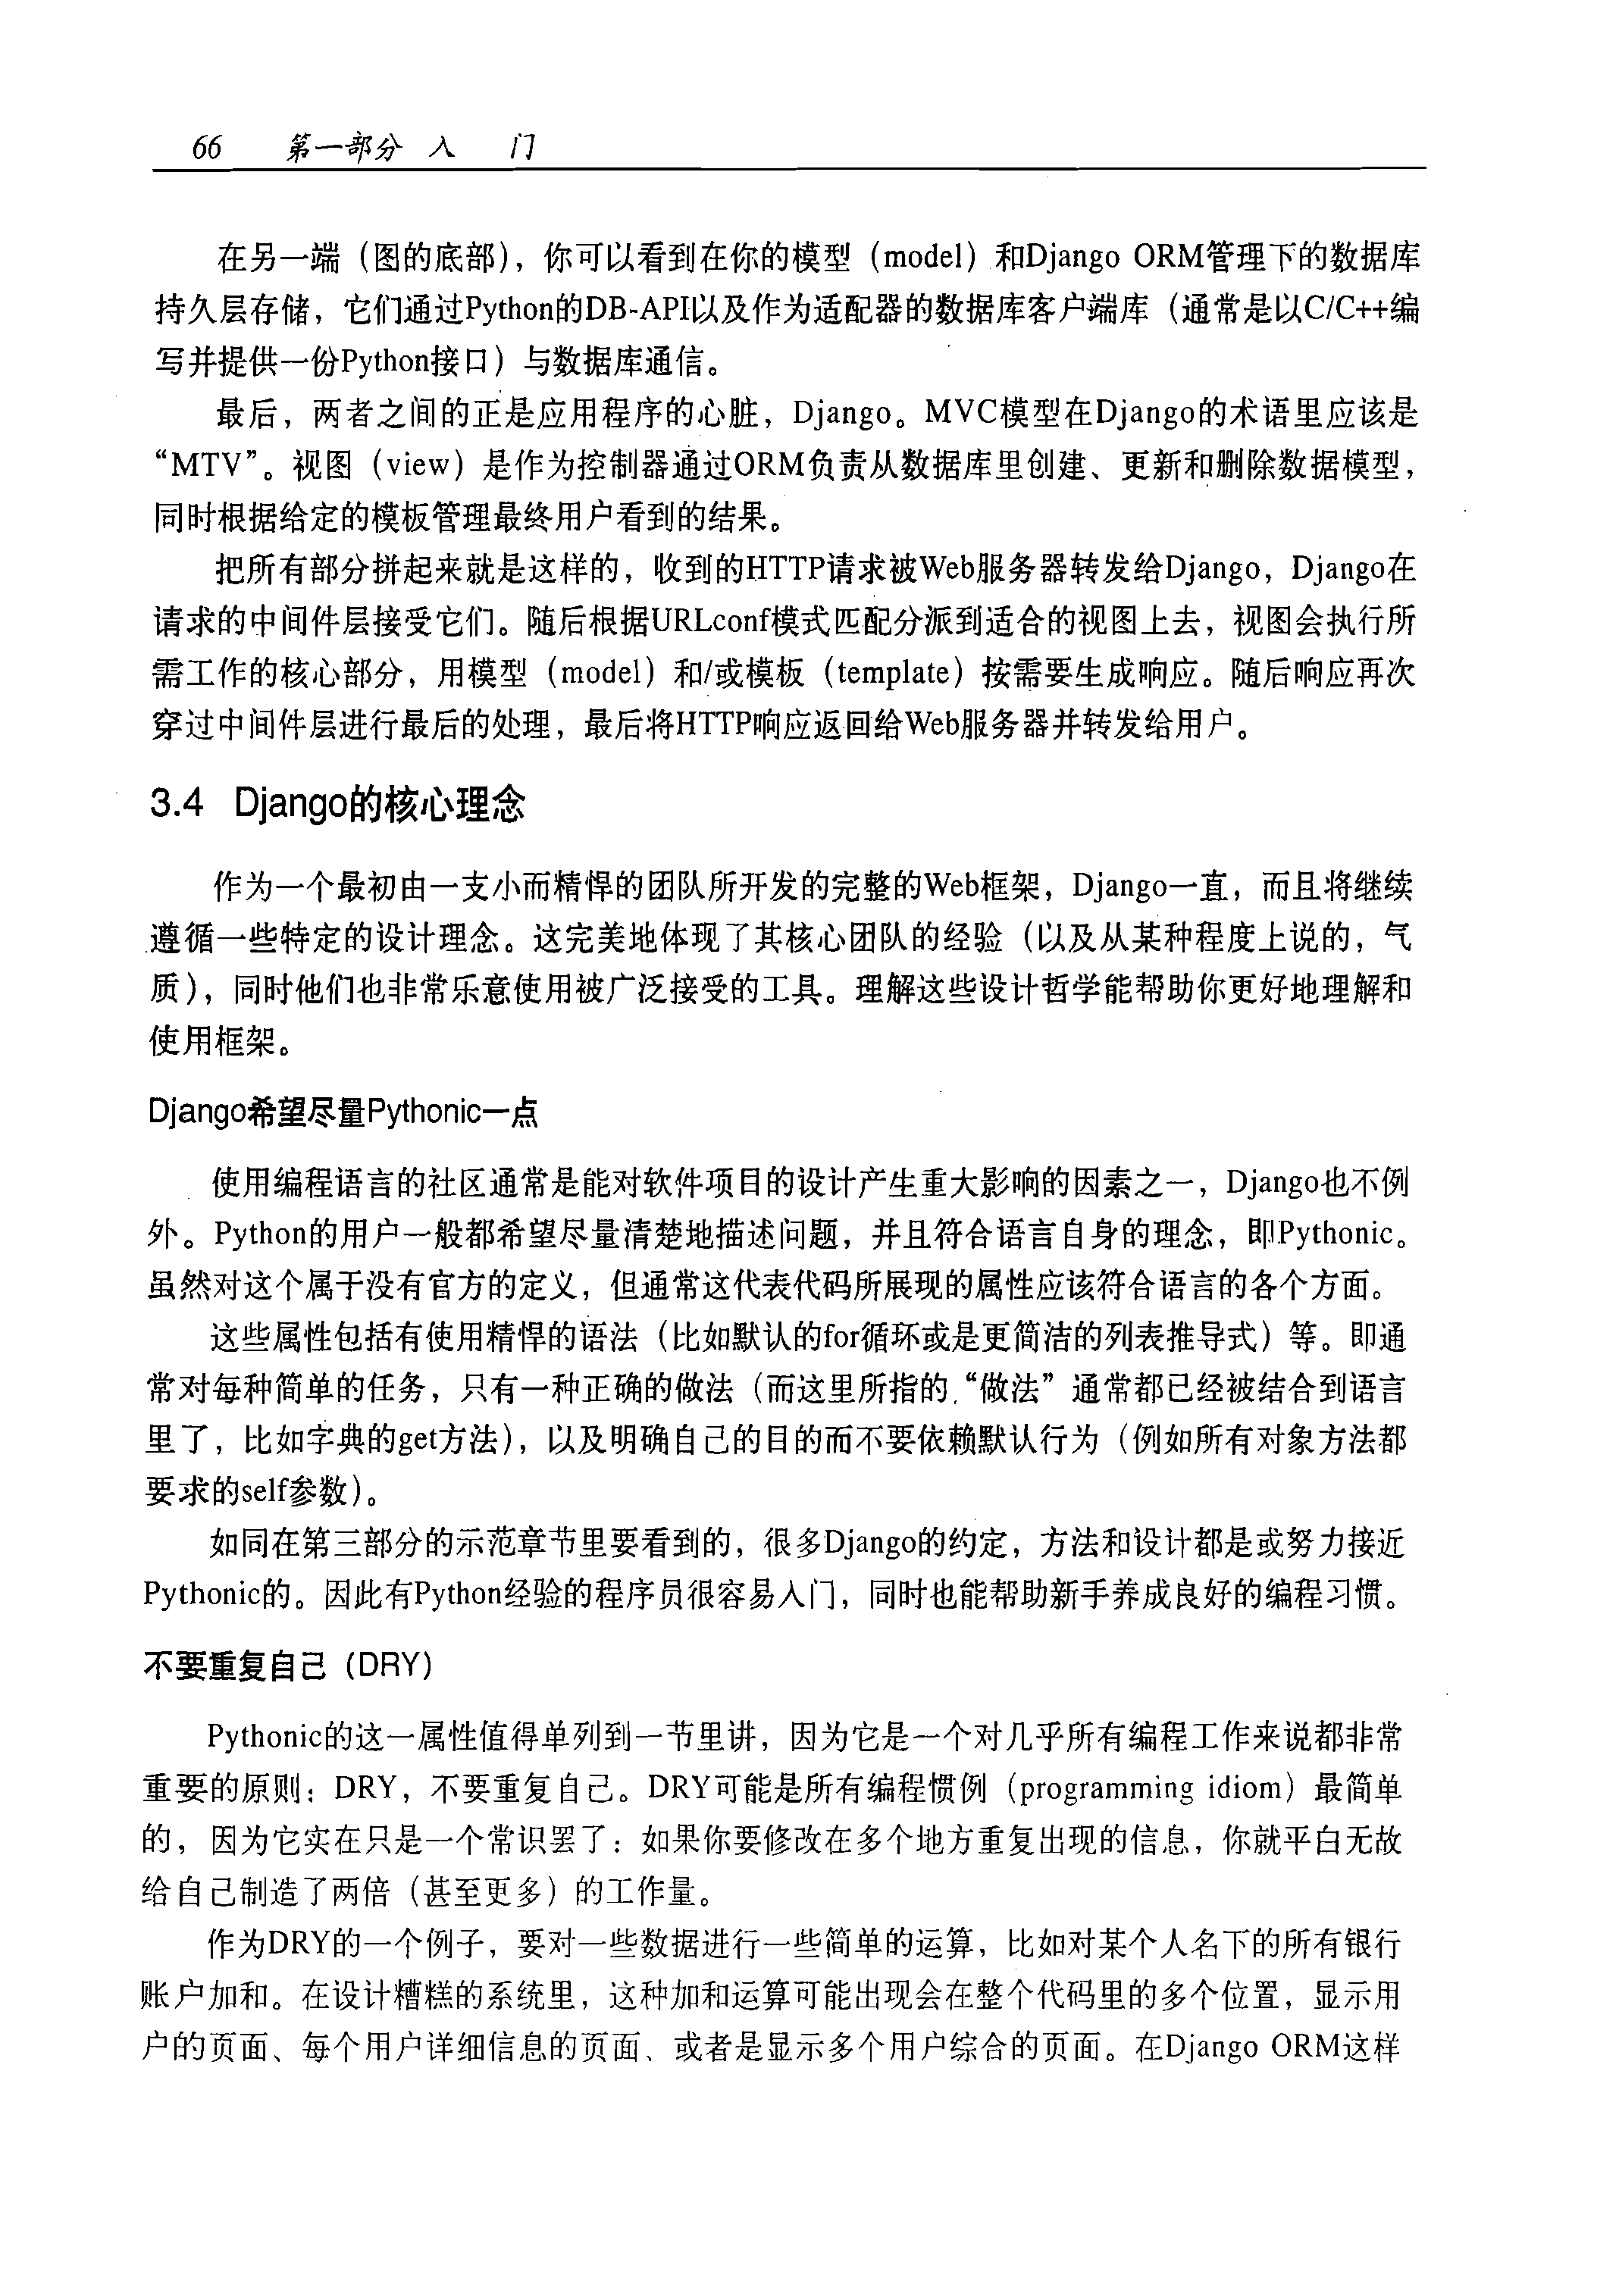 66 第一部分 入 门
在另一端（图的底部），你可以看到在你的模型（model）和Django ORM管理下的数据库
持久层存储，它们通过Python的DB-API以及作为适配器的数据库客户端库（通常是以C/C++编
写并提供一份Python接口）与数据库通信。
最后，两者之间的正是应用程序的心脏，Django。MVC模型在Django的术语里应该是
“MTV”。视图（view）是作为控制器通过ORM负责从数据库里创建、更新和删除数据模型，
同时根据给定的模板管理最终用户看到的结果。
把所有部分拼起来就是这样的，收到的HTTP请求被Web服务器转发给Django，Django在
请求的中间件层接受它们。随后根据URLconf模式匹配分派到适合的视图上去，视图会执行所
需工作的核心部分，用模型（model）和/或模板（template）按需要生成响应。随后响应再次
穿过中间件层进行最后的处理，最后将HTTP响应返回给Web服务器并转发给用户。
3.4 Django的核心理念
作为一个最初由一支小而精悍的团队所开发的完整的Web框架，Django一直，而且将继续
遵循一些特定的设计理念。这完美地体现了其核心团队的经验（以及从某种程度上说的，气
质），同时他们也非常乐意使用被广泛接受的工具。理解这些设计哲学能帮助你更好地理解和
使用框架。
Django希望尽量Pythonic一点
使用编程语言的社区通常是能对软件项目的设计产生重大影响的因素之一，Django也不例
外。Python的用户一般都希望尽量清楚地描述问题，并且符合语言自身的理念，即Pythonic。
虽然对这个属于没有官方的定义，但通常这代表代码所展现的属性应该符合语言的各个方面。
这些属性包括有使用精悍的语法（比如默认的for循环或是更简洁的列表推导式）等。即通
常对每种简单的任务，只有一种正确的做法（而这里所指的“做法”通常都已经被结合到语言
里了，比如字典的get方法），以及明确自己的目的而不要依赖默认行为（例如所有对象方法都
要求的self参数）。
如同在第三部分的示范章节里要看到的，很多Django的约定，方法和设计都是或努力接近
Pythonic的。因此有Python经验的程序员很容易入门，同时也能帮助新手养成良好的编程习惯。
不要重复自己（DRY）
Pythonic的这一属性值得单列到一节里讲，因为它是一个对几乎所有编程工作来说都非常
重要的原则：DRY，不要重复自己。DRY可能是所有编程惯例（programming idiom）最简单
的，因为它实在只是一个常识罢了：如果你要修改在多个地方重复出现的信息，你就平白无故
给自己制造了两倍（甚至更多）的工作量。
作为DRY的一个例子，要对一些数据进行一些简单的运算，比如对某个人名下的所有银行
账户加和。在设计糟糕的系统里，这种加和运算可能出现会在整个代码里的多个位置，显示用
户的页面、每个用户详细信息的页面、或者是显示多个用户综合的页面。在Django ORM这样